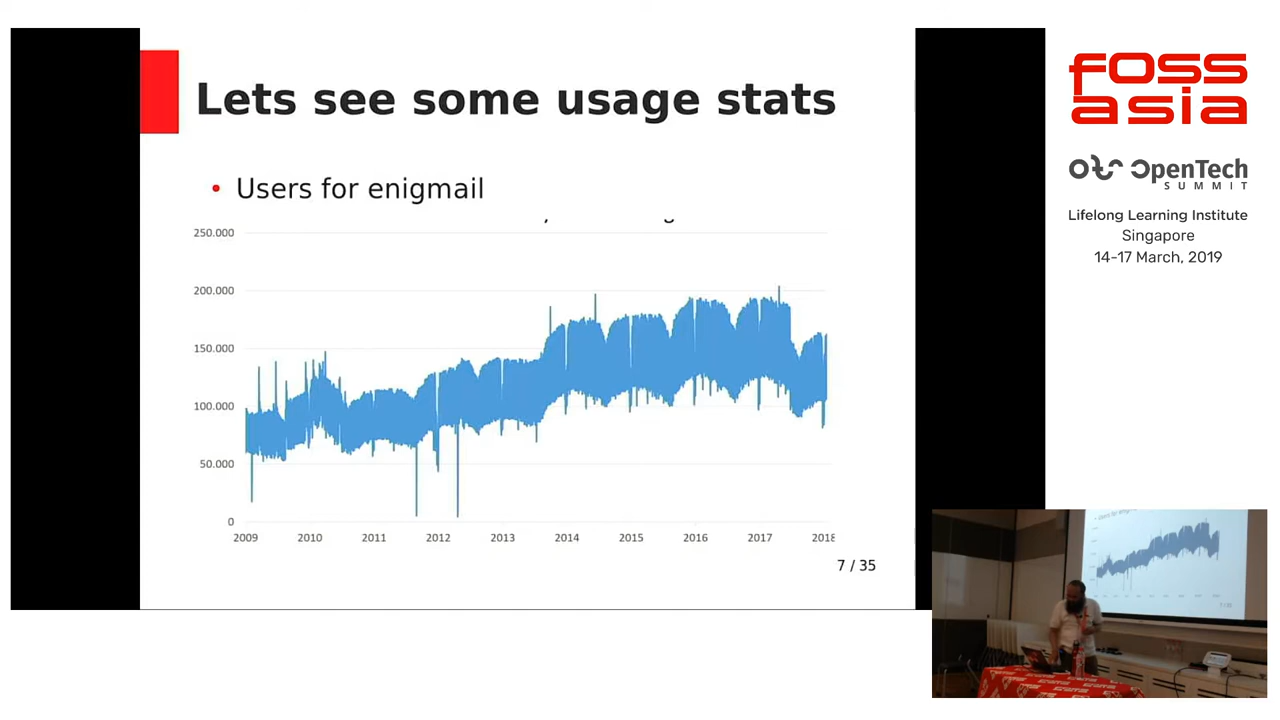 Lets see some usage stats
• Users for enigmail
250.000
200.000
150.000
100.000
50.000
0
2009 2010 2011 2012 2013 2014 2015 2016 2017 2018
7 / 35
FOSS
asia
OpenTech
SUMMIT
Lifelong Learning Institute
Singapore
14-17 March, 2019